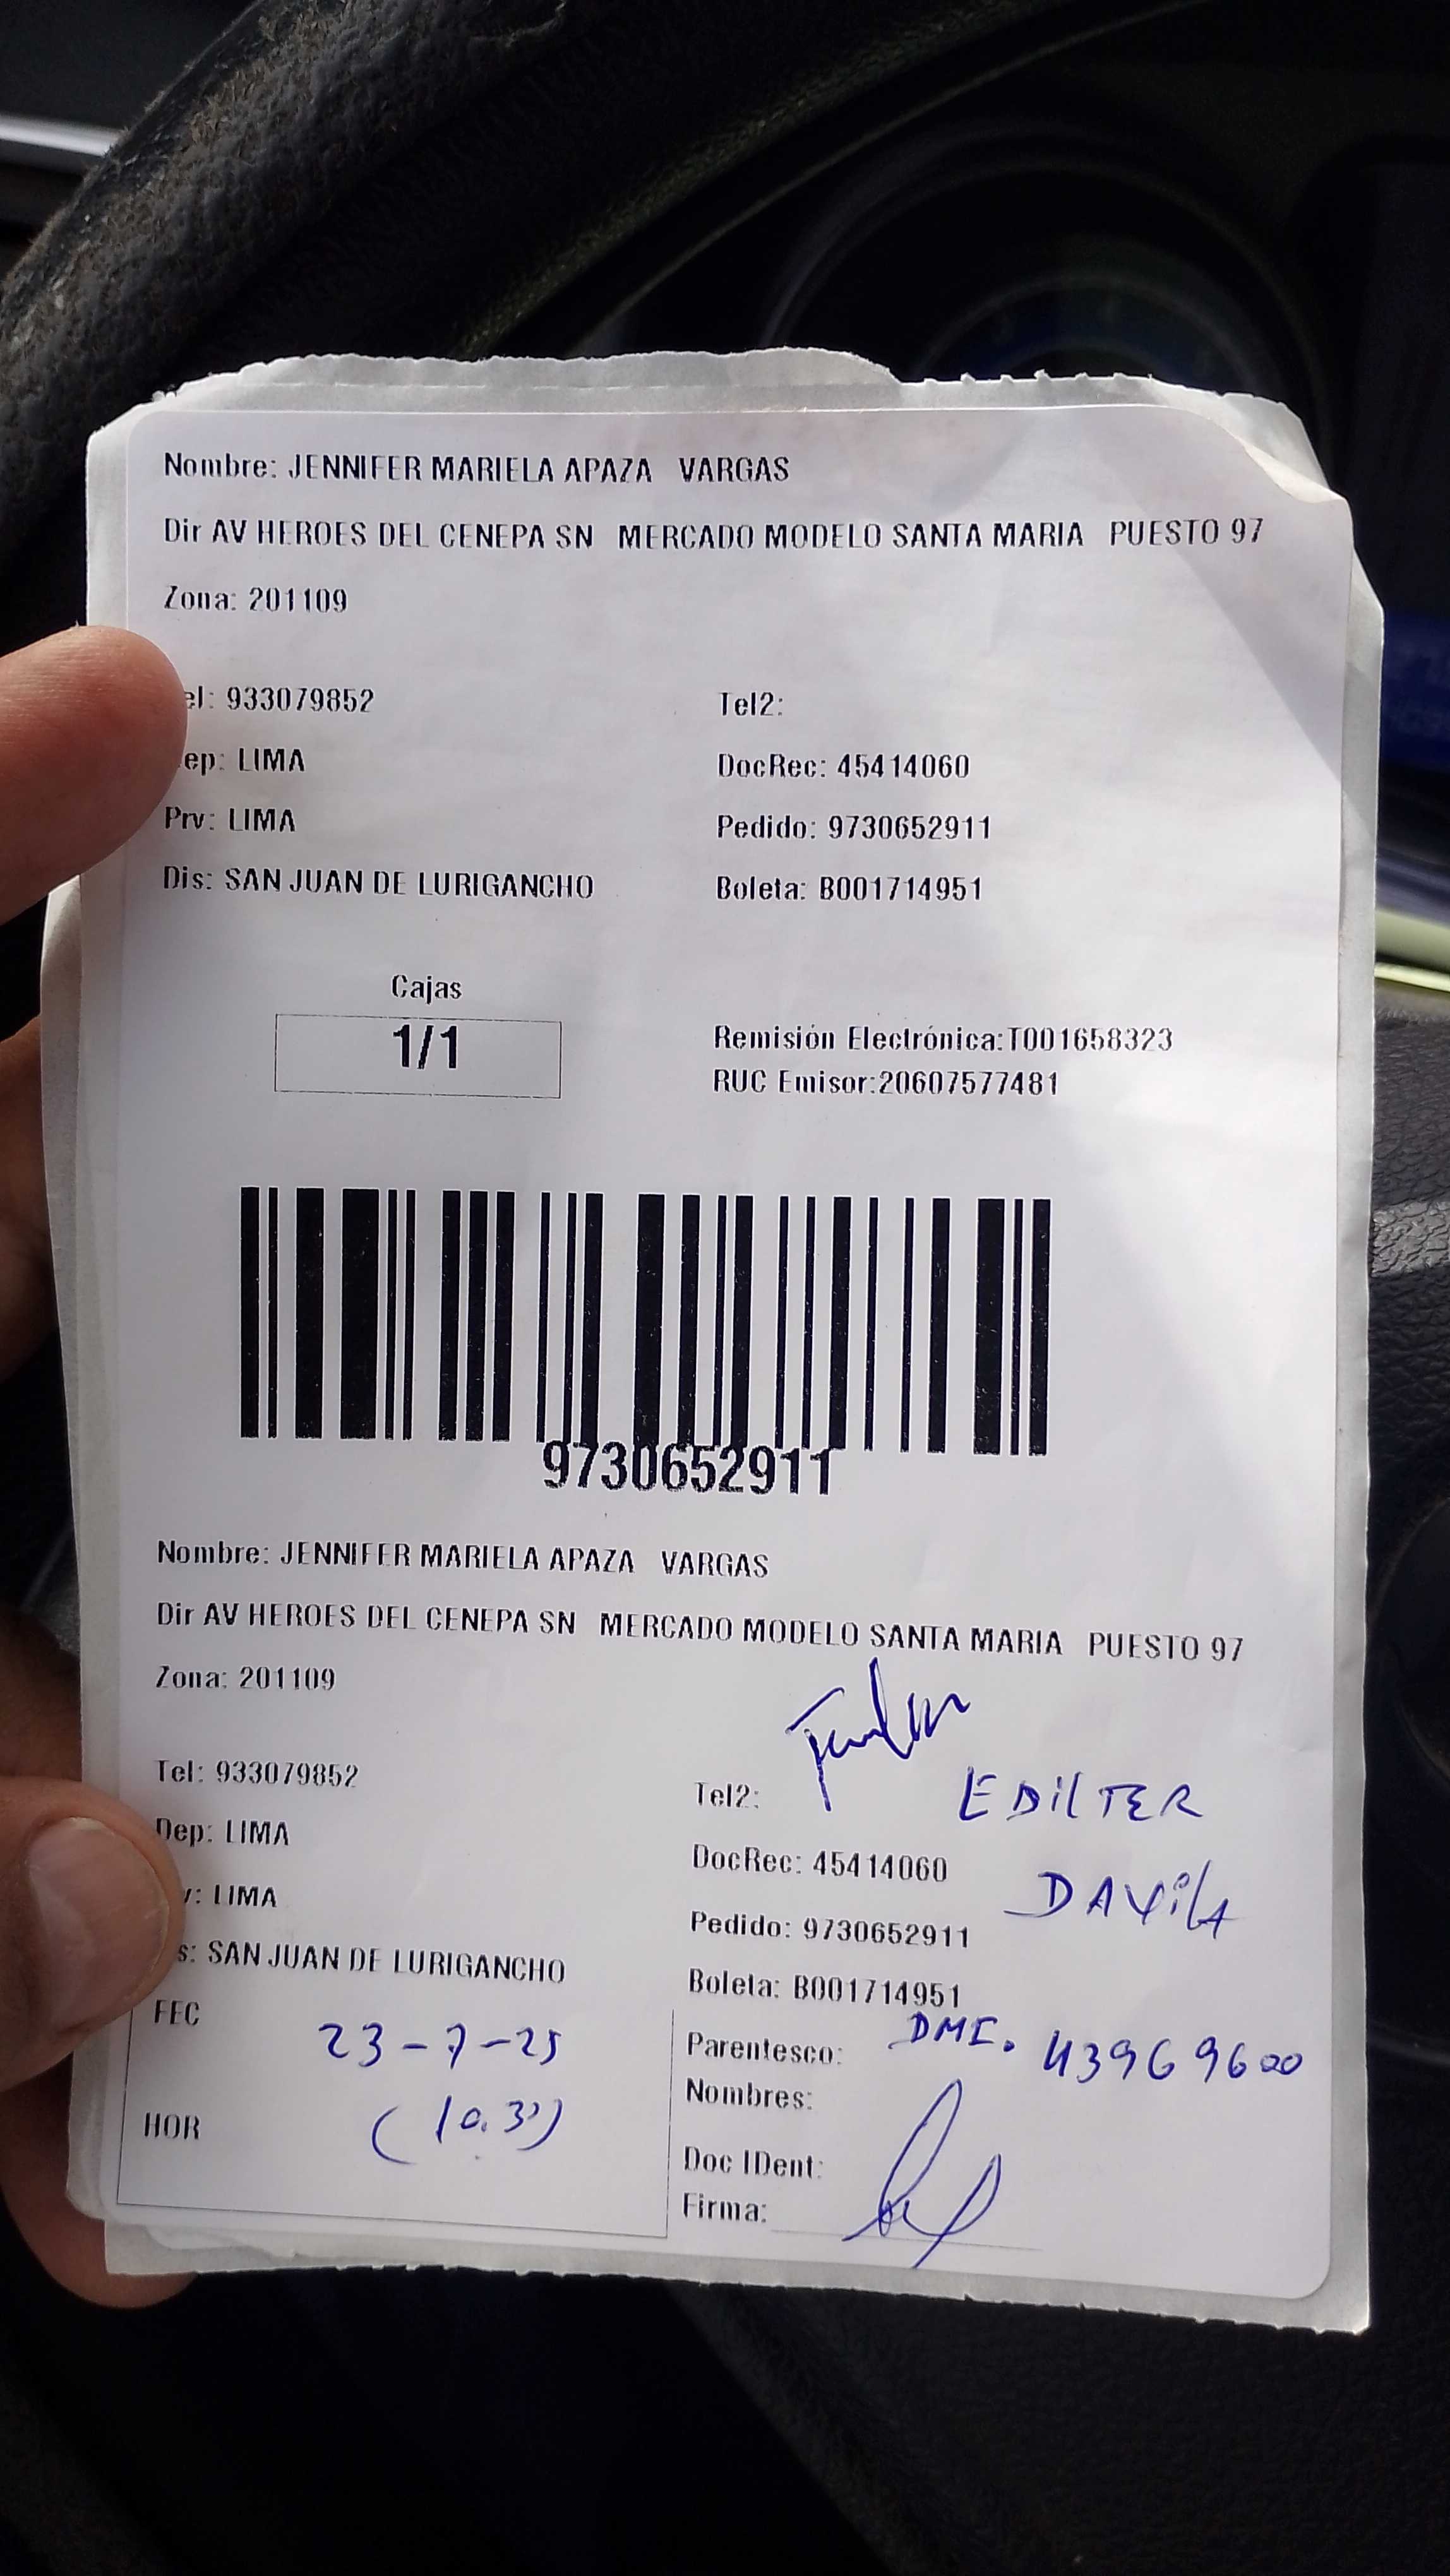 Nombre: JENNIFER MARIELA APAZA VARGAS
Dir AV HEROES DEL CENEPA SN MERCADO MODELO SANTA MARIA PUESTO 97
Zona: 201109
el: 933079852 Tel2:
ep: LIMA DocRec: 45414060
Prv: LIMA Pedido: 9730652911
Dis: SAN JUAN DE LURIGANCHO Boleta: B001714951
Cajas
1/1
Remisión Electrónica:T001658323
RUC Emisor:20607577481
9730652911
Nombre: JENNIFER MARIELA APAZA VARGAS
Dir AV HEROES DEL CENEPA SN MERCADO MODELO SANTA MARIA PUESTO 97
Zona: 201109
Tel: 933079852 Tel2:
EDilTER
Dep: LIMA DocRec: 45414060
DAViLA
v: LIMA Pedido: 9730652911
s: SAN JUAN DE LURIGANCHO Boleta: B001714951
FEC 23-7-25
Parentesco:
Nombres:
HOR
Doc IDent:
Firma: